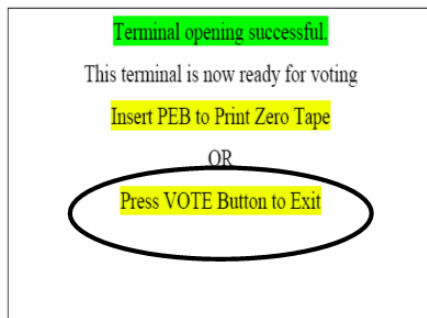 Terminal opening successful.
This terminal is now ready for voting
Insert PEB to Print Zero Tape
OR
Press VOTE Button to Exit